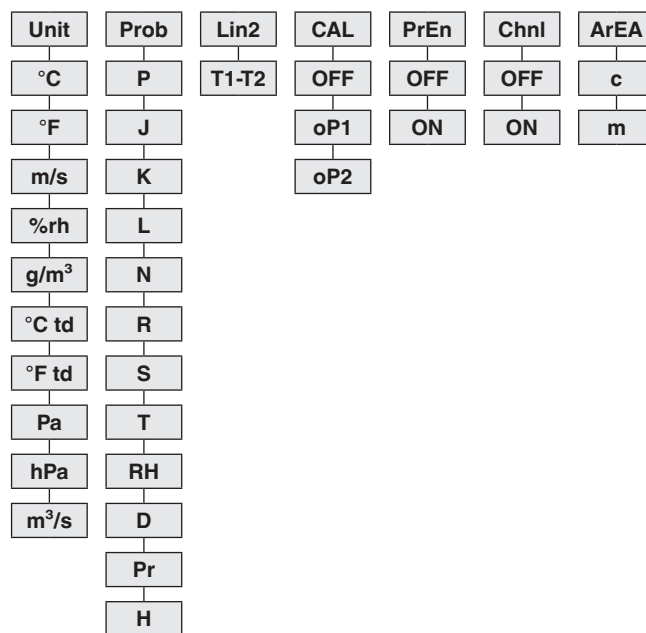 Unit Prob Lin2 CAL PrEn Chnl ArEA
°C P T1-T2 OFF OFF OFF c
°F J oP1 ON ON m
m/s K oP2
%rh L
g/m³ N
°C td R
°F td S
Pa T
hPa RH
m³/s D
Pr
H